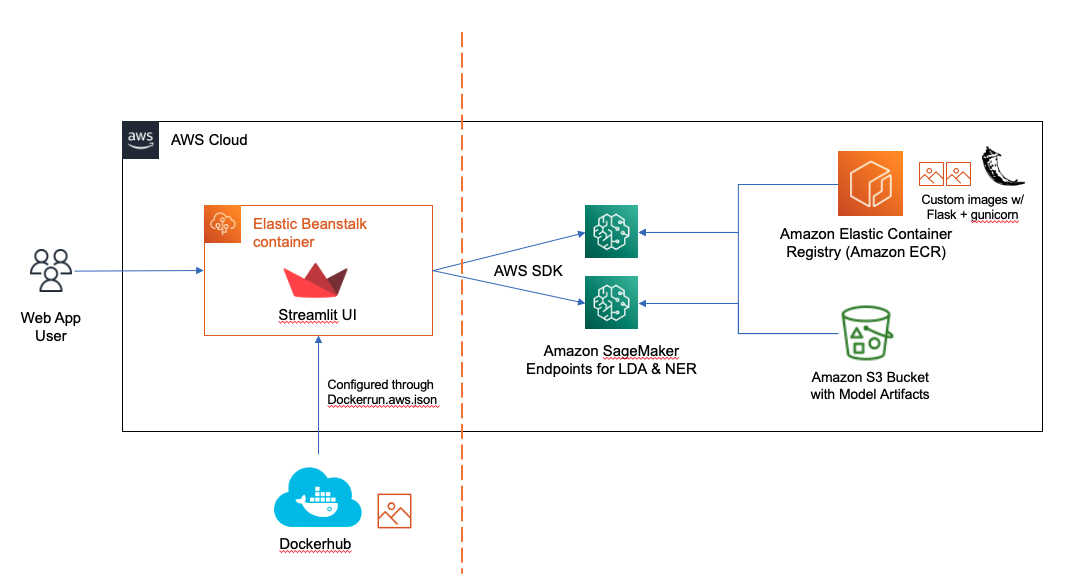 aws
AWS Cloud
Elastic Beanstalk
container
Streamlit UI
Web App
User
Configured through
Dockerrun.aws.json
Dockerhub
AWS SDK
Amazon SageMaker
Endpoints for LDA & NER
Custom images w/
Flask + gunicorn
Amazon Elastic Container
Registry (Amazon ECR)
Amazon S3 Bucket
with Model Artifacts